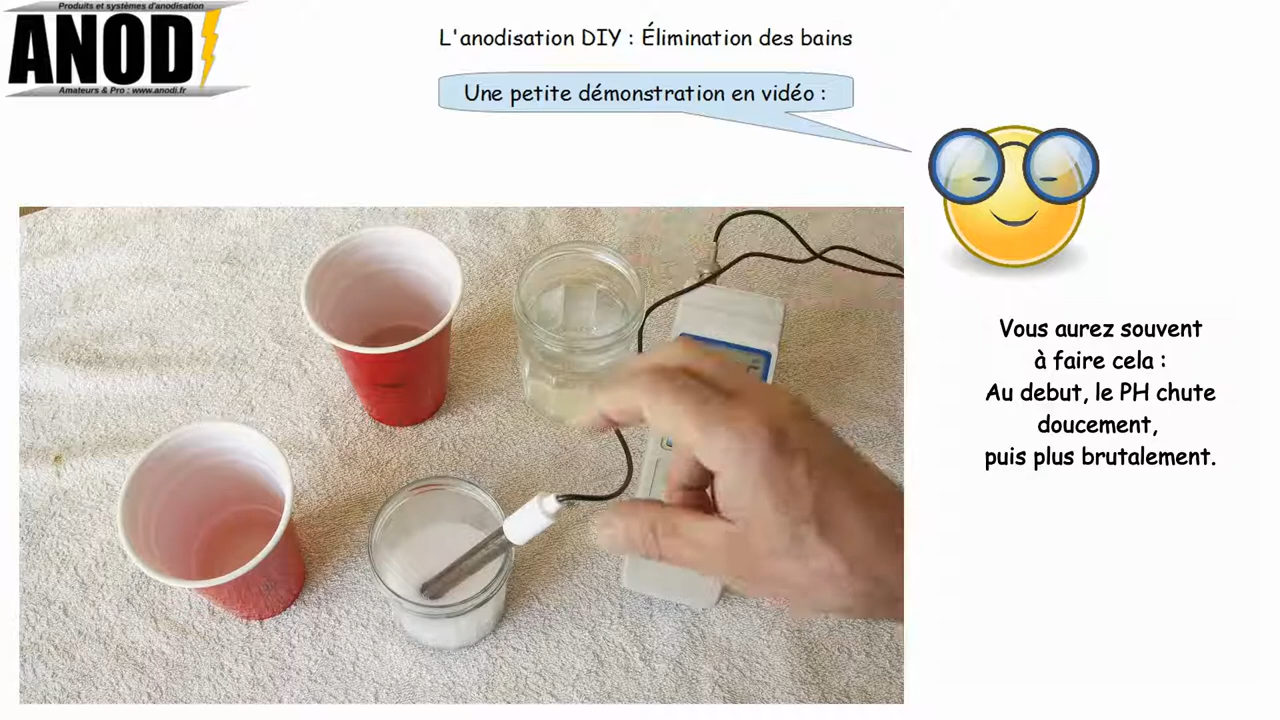 Produits et systèmes d'anodisation
ANODI
Amateurs & Pro : www.anodi.fr
L'anodisation DIY : Élimination des bains
Une petite démonstration en vidéo :
Vous aurez souvent
à faire cela :
Au debut, le PH chute
doucement,
puis plus brutalement.